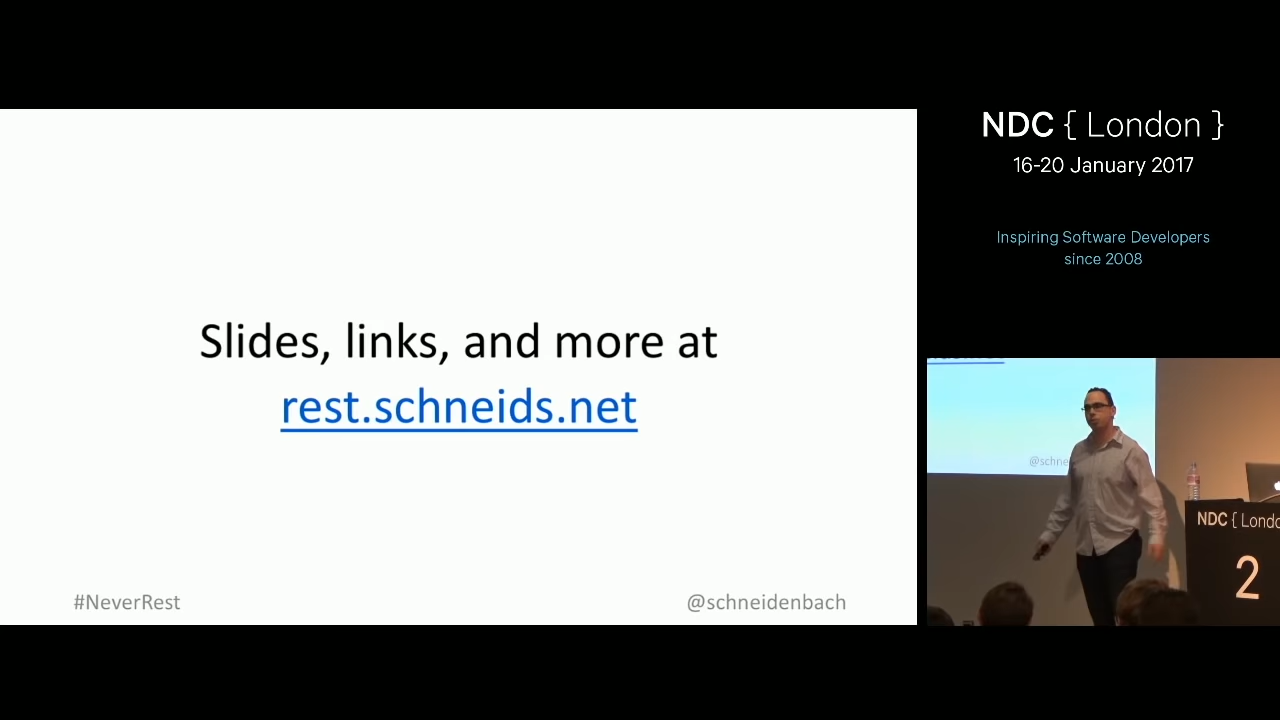 Slides, links, and more at
rest.schneids.net
#NeverRest
@schneidenbach
NDC { London }
16-20 January 2017
Inspiring Software Developers
since 2008
@schne
NDC { Londo
2